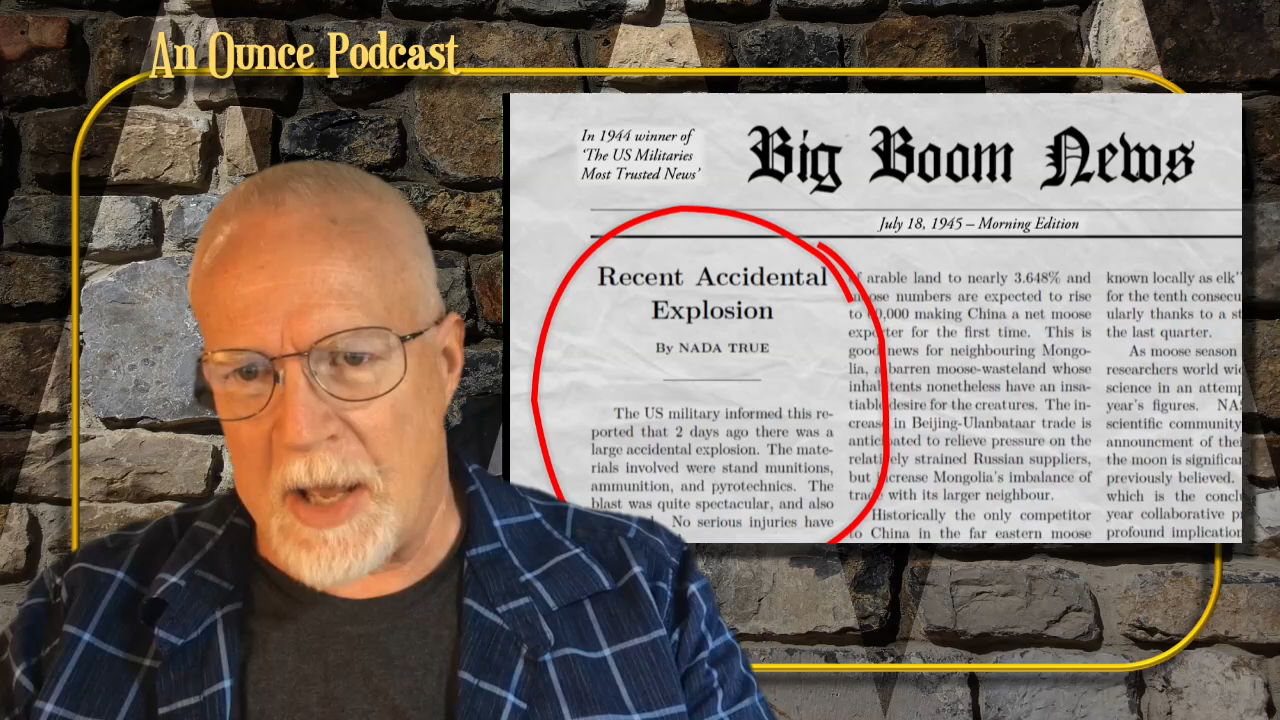 An Ounce Podcast
In 1944 winner of
'The US Militaries
Most Trusted News'
Big Boom News
July 18, 1945 – Morning Edition
Recent Accidental
Explosion
By NADA TRUE
The US military informed this re-
ported that 2 days ago there was a
large accidental explosion. The mate-
rials involved were stand munitions,
ammunition, and pyrotechnics. The
blast was quite spectacular, and also
No serious injuries have
arable land to nearly 3.648% and
moose numbers are expected to rise
to 0,000 making China a net moose
exporter for the first time. This is
good news for neighbouring Mongo-
lia, a barren moose-wasteland whose
inhabitents nonetheless have an insa-
tiable desire for the creatures. The in-
crease in Beijing-Ulanbataar trade is
anticipated to relieve pressure on the
relatively strained Russian suppliers,
but increase Mongolia's imbalance of
trade with its larger neighbour.
Historically the only competitor
to China in the far eastern moose
known locally as elk"
for the tenth consecu
ularly thanks to a st
the last quarter.
As moose season
researchers world wi
science in an attemp
year's figures. NAS
scientific community
announcment of thei
the moon is significan
previously believed.
which is the concl
year collaborative p
profound implication